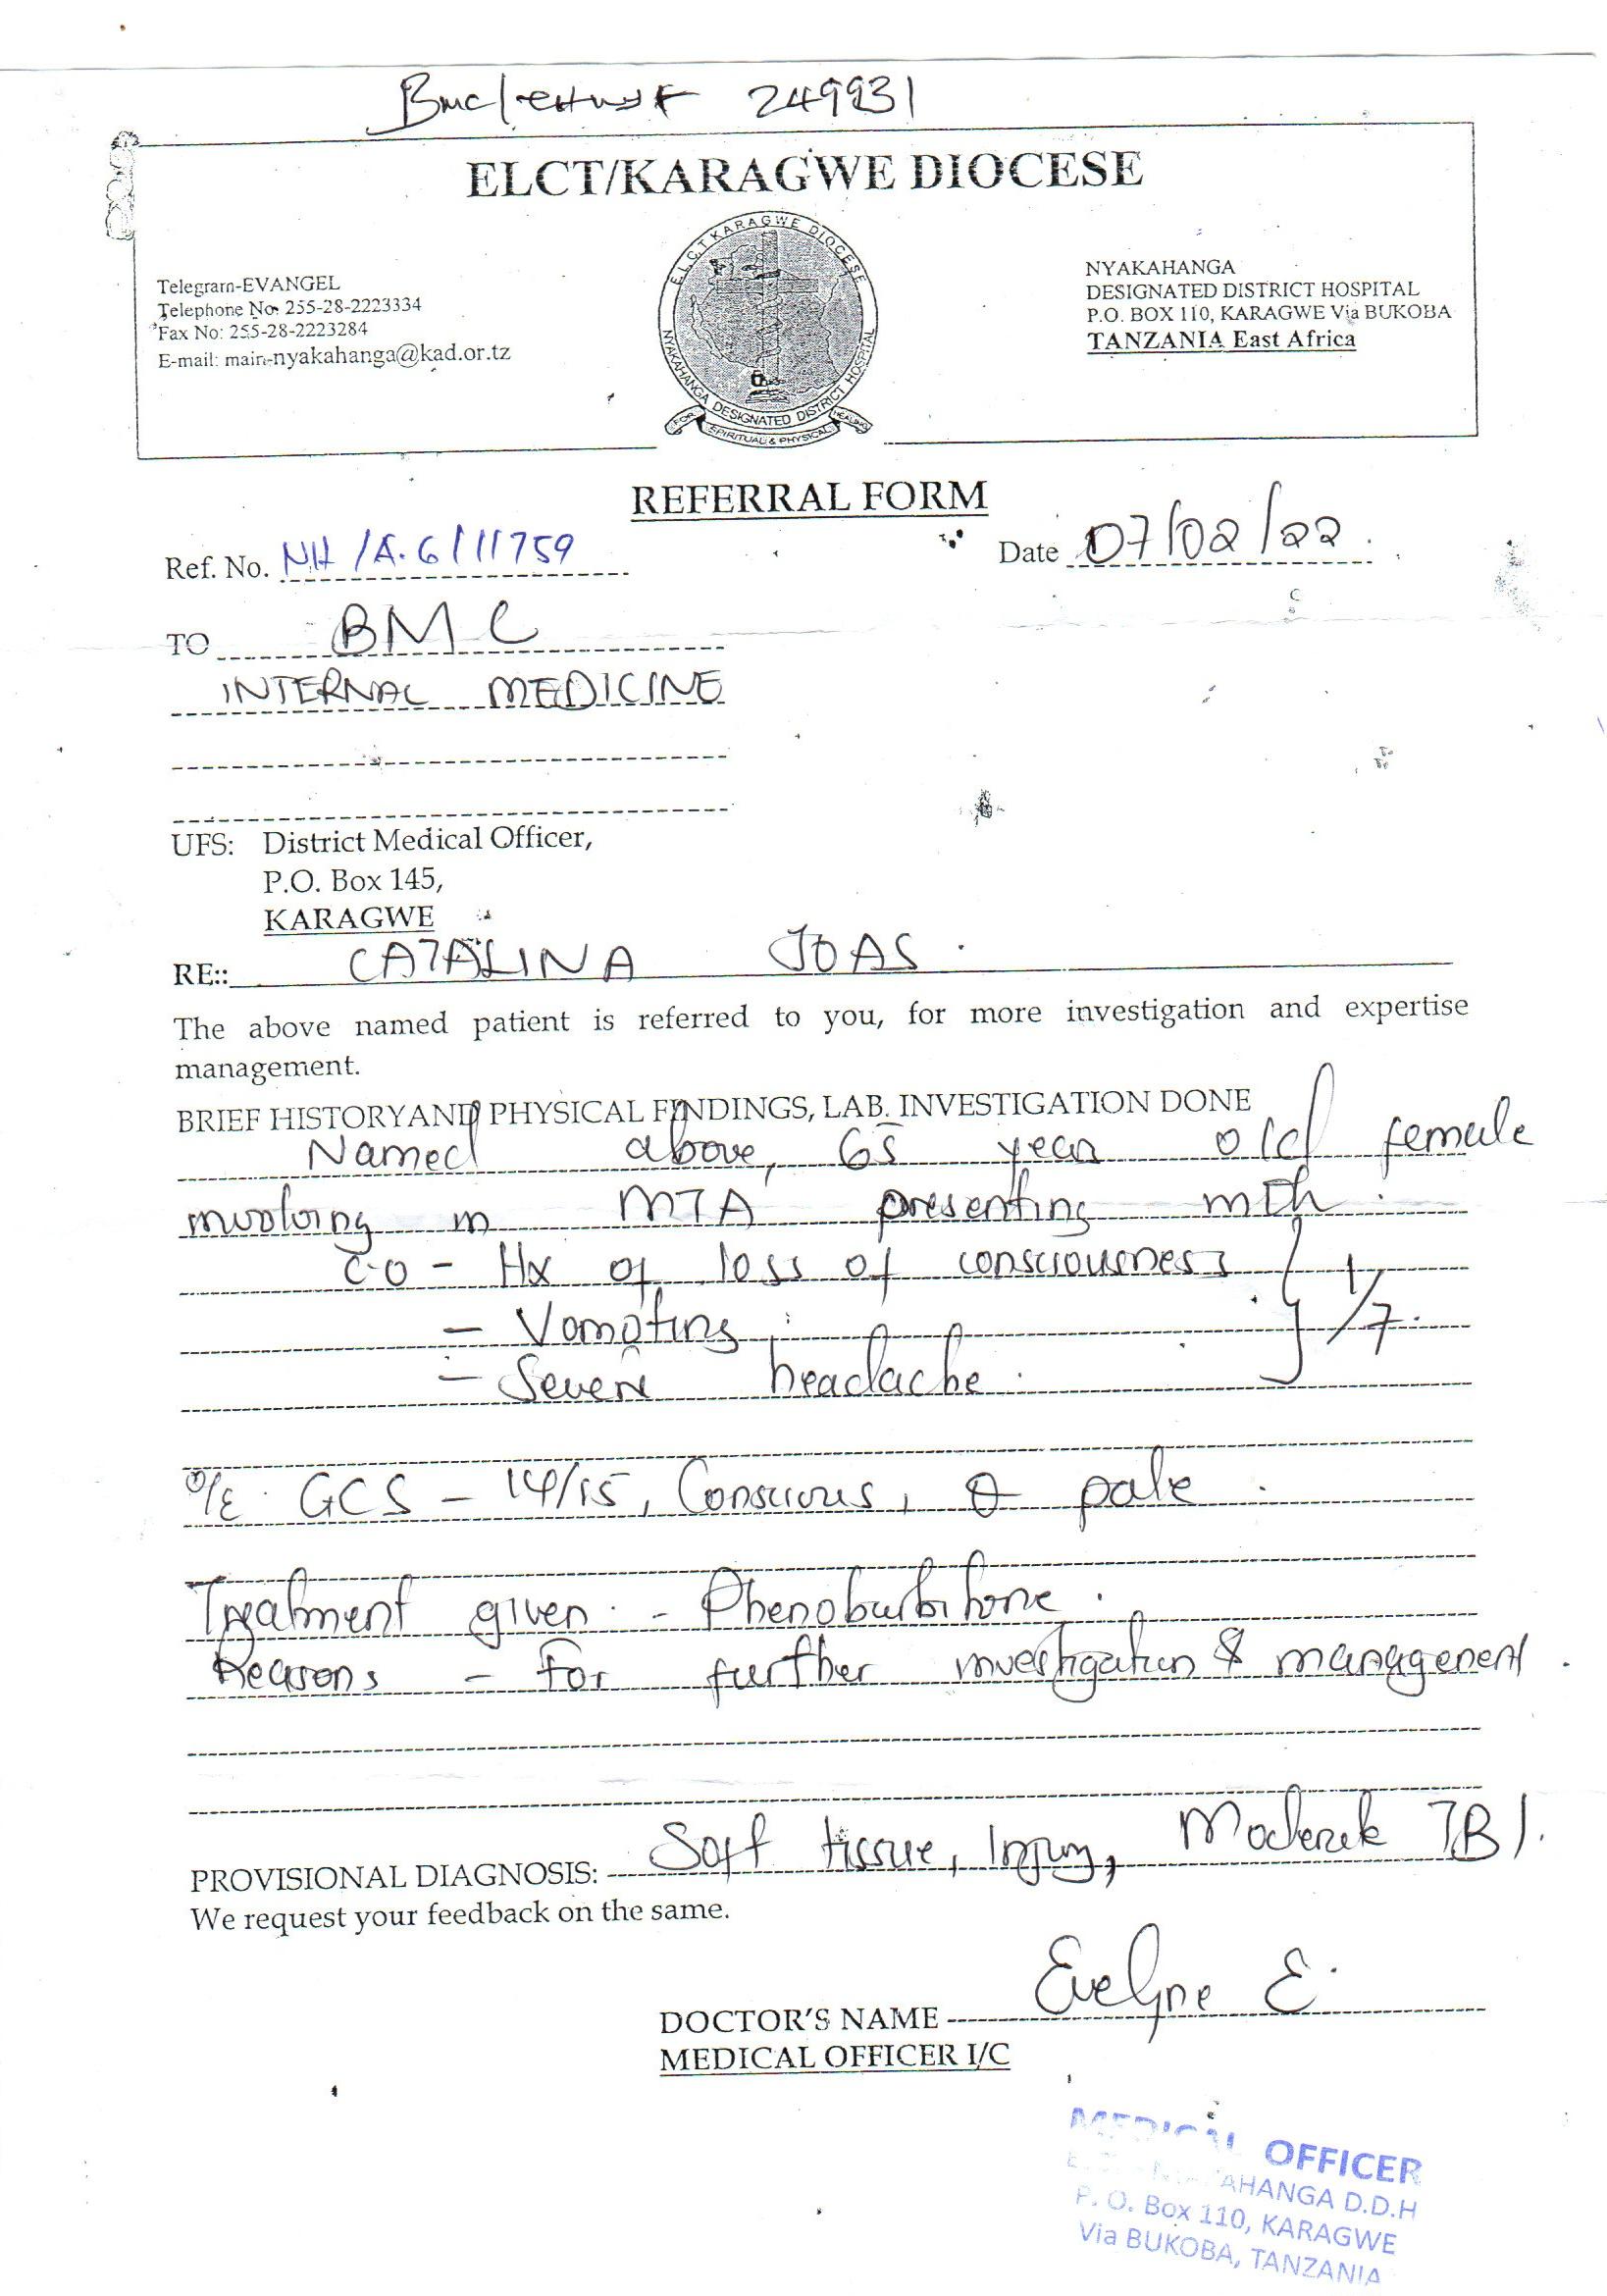 249931
ELCT/KARAGWE DIOCESE
Telegram-EVANGEL
Telephone No: 255-28-2223334
Fax No: 255-28-2223284
E-mail: main-nyakahanga@kad.or.tz
E.L.C.T KARAGWE DIOCESE
NYAKAHANGA DESIGNATED DISTRICT HOSPITAL
FOR SPIRITUAL & PHYSICAL HEALING
NYAKAHANGA
DESIGNATED DISTRICT HOSPITAL
P.O. BOX 110, KARAGWE Via BUKOBA
TANZANIA East Africa
REFERRAL FORM
Ref. No. NH/A.6/11759
Date 07/02/22.
TO BMC
INTERNAL MEDICINE
UFS: District Medical Officer,
P.O. Box 145,
KARAGWE
RE:: CATALINA JOAS.
The above named patient is referred to you, for more investigation and expertise
management.
BRIEF HISTORY AND PHYSICAL FINDINGS, LAB. INVESTIGATION DONE
Named above, 65 year old female
involving in MTA presenting with
C.O - Hx of loss of consciousness
- Vomiting
- Severe headache.
1/7.
O/E. GCS - 14/15, Conscious, pale.
Treatment given. - Phenobarbitone.
Reasons - For further investigation & management.
PROVISIONAL DIAGNOSIS: Soft tissue, Injury, Moderate TBI.
We request your feedback on the same.
DOCTOR'S NAME Evelyne E.
MEDICAL OFFICER I/C
MEDICAL OFFICER
AHANGA D.D.H
P. O. Box 110, KARAGWE
Via BUKOBA, TANZANIA